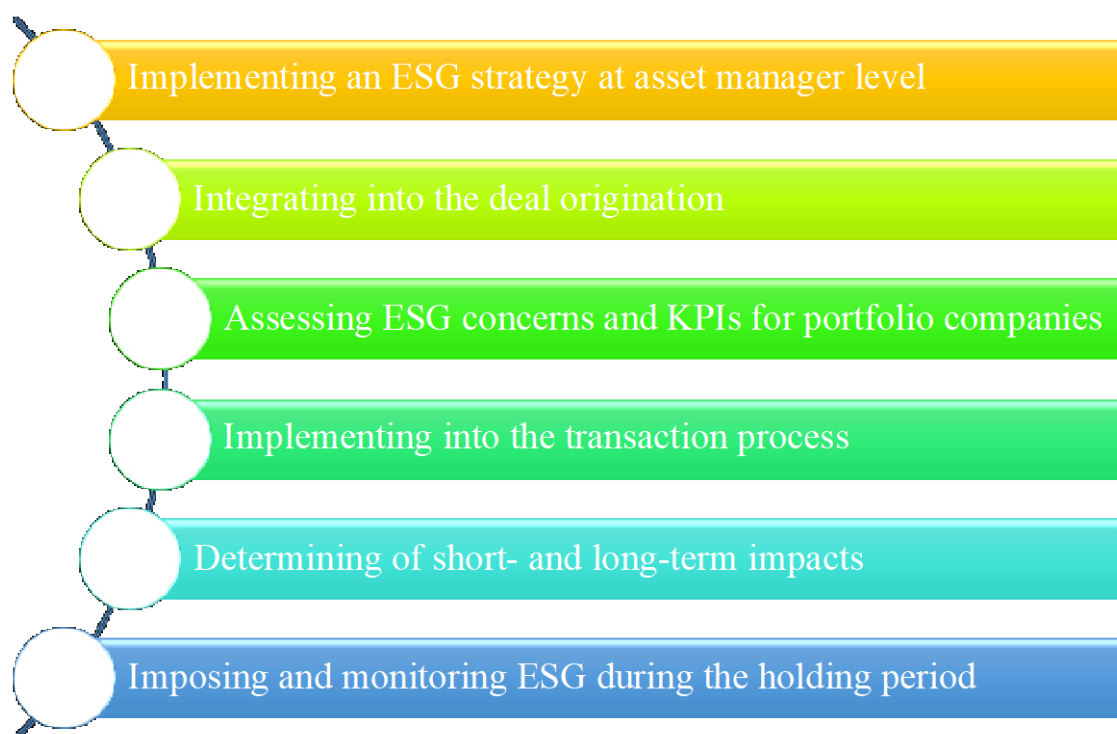 Implementing an ESG strategy at asset manager level
Integrating into the deal origination
Assessing ESG concerns and KPIs for portfolio companies
Implementing into the transaction process
Determining of short- and long-term impacts
Imposing and monitoring ESG during the holding period